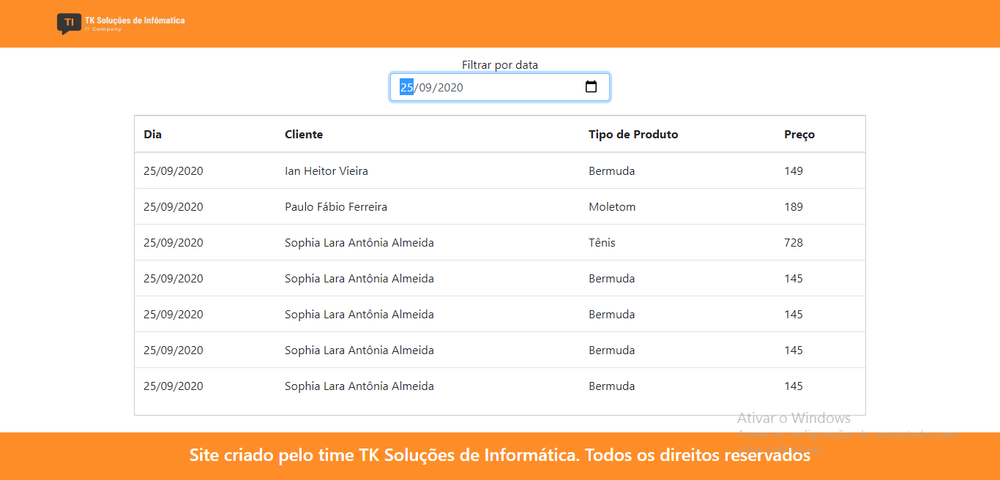 TI TK Soluções de Infómatica
IT Company
Filtrar por data
25/09/2020
Dia Cliente Tipo de Produto Preço
25/09/2020 Ian Heitor Vieira Bermuda 149
25/09/2020 Paulo Fábio Ferreira Moletom 189
25/09/2020 Sophia Lara Antônia Almeida Tênis 728
25/09/2020 Sophia Lara Antônia Almeida Bermuda 145
25/09/2020 Sophia Lara Antônia Almeida Bermuda 145
25/09/2020 Sophia Lara Antônia Almeida Bermuda 145
25/09/2020 Sophia Lara Antônia Almeida Bermuda 145
Ativar o Windows
Acesse as configurações do computador para
ativar o Windows.
Site criado pelo time TK Soluções de Informática. Todos os direitos reservados